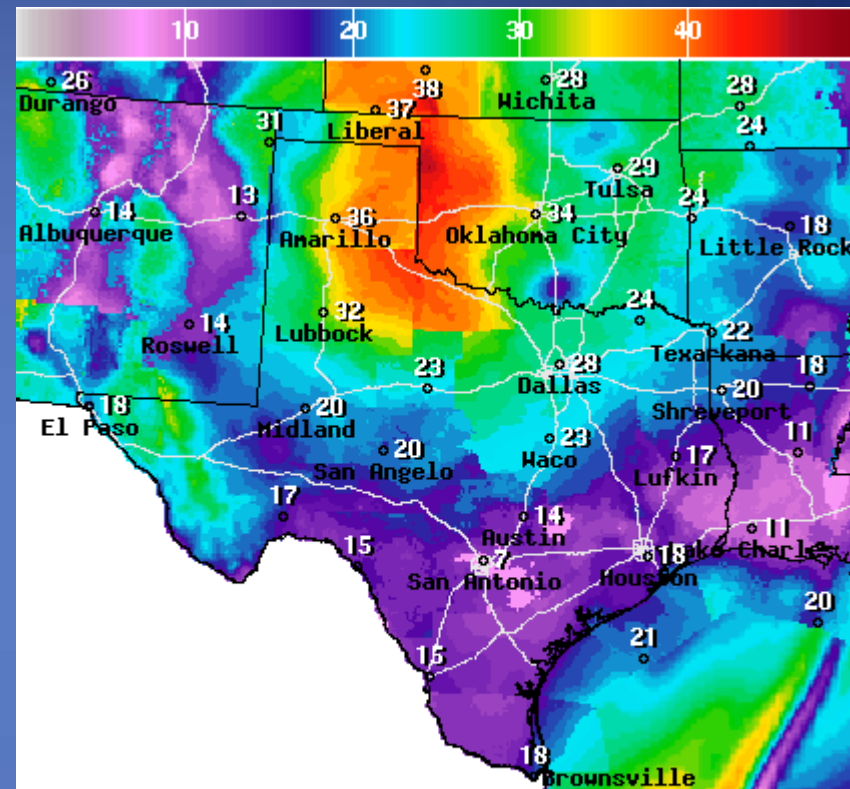 10 20 30 40
26 38 28 28
Durango 37 Wichita
31 Liberal 24
29
Tulsa
14 13 36 34 24 18
Albuquerque Amarillo Oklahoma City Little Rock
14 32 24
Roswell Lubbock 22
Texarkana
23 28 18
Dallas 20
18 20 Shreveport
El Paso Midland
20 23 11
San Angelo Waco 17
Lufkin
17 14 11
Austin
15 7 18 Lake Charles
San Antonio Houston
20
21
15
18
Brownsville